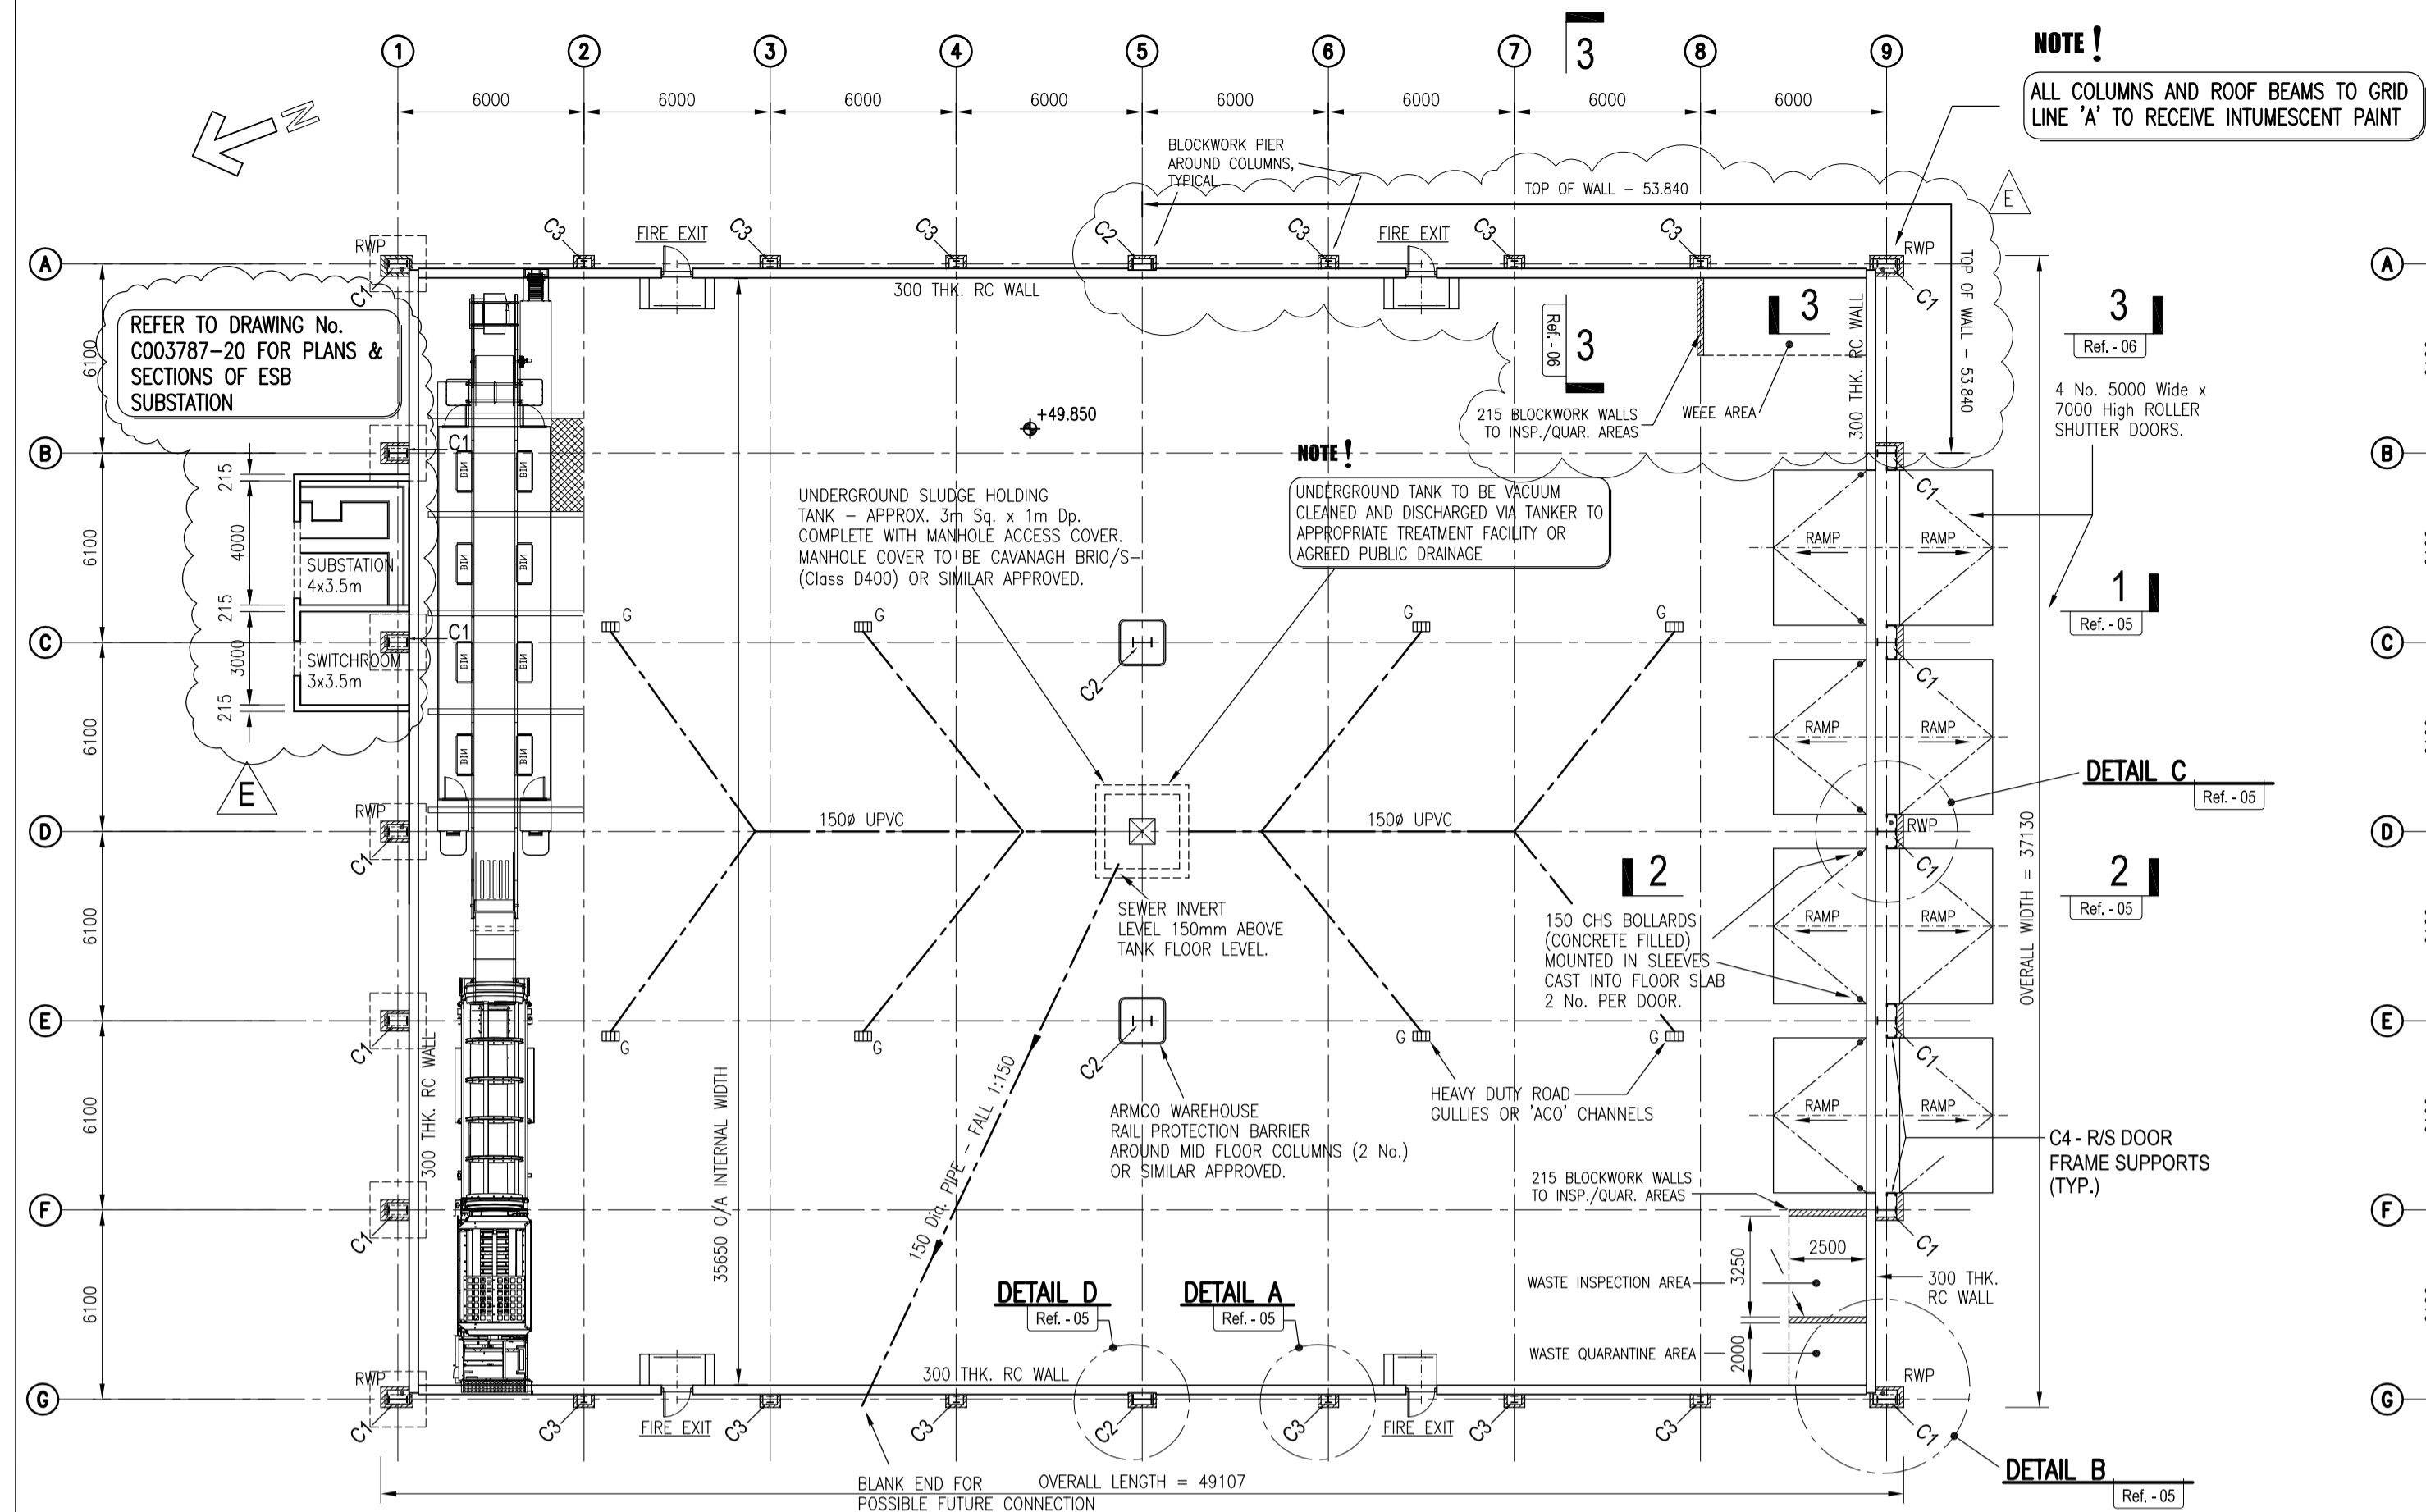 1
2
3
4
5
6
7
8
9
3
NOTE !
ALL COLUMNS AND ROOF BEAMS TO GRID
LINE 'A' TO RECEIVE INTUMESCENT PAINT
N
6000
6000
6000
6000
6000
6000
6000
6000
BLOCKWORK PIER
AROUND COLUMNS,
TYPICAL.
TOP OF WALL - 53.840
E
RWP
C3
FIRE EXIT
C3
C3
C2
C3
FIRE EXIT
C3
C3
RWP
A
A
C1
300 THK. RC WALL
C1
TOP OF WALL - 53.840
300 THK. RC WALL
REFER TO DRAWING No.
C003787-20 FOR PLANS &
SECTIONS OF ESB
SUBSTATION
6100
3
Ref. - 06
3
3
Ref. - 06
4 No. 5000 Wide x
7000 High ROLLER
SHUTTER DOORS.
+49.850
215 BLOCKWORK WALLS
TO INSP./QUAR. AREAS
WEEE AREA
B
C1
B
NOTE !
UNDERGROUND TANK TO BE VACUUM
CLEANED AND DISCHARGED VIA TANKER TO
APPROPRIATE TREATMENT FACILITY OR
AGREED PUBLIC DRAINAGE
UNDERGROUND SLUDGE HOLDING
TANK - APPROX. 3m Sq. x 1m Dp.
COMPLETE WITH MANHOLE ACCESS COVER.
MANHOLE COVER TO BE CAVANAGH BRIO/S-
(Class D400) OR SIMILAR APPROVED.
215
BIN
BIN
C1
6100
4000
RAMP
RAMP
SUBSTATION
4x3.5m
BIN
BIN
1
Ref. - 05
215
G
G
G
G
C
C1
C
3000
SWITCHROOM
3x3.5m
BIN
BIN
C2
C1
215
6100
BIN
BIN
RAMP
RAMP
DETAIL C
Ref. - 05
E
RWP
150ø UPVC
150ø UPVC
RWP
D
D
C1
C1
2
2
Ref. - 05
OVERALL WIDTH = 37130
6100
SEWER INVERT
LEVEL 150mm ABOVE
TANK FLOOR LEVEL.
150 CHS BOLLARDS
(CONCRETE FILLED)
MOUNTED IN SLEEVES
CAST INTO FLOOR SLAB
2 No. PER DOOR.
RAMP
RAMP
E
E
C1
G
G
G
G
C2
C1
300 THK. RC WALL
35650 O/A INTERNAL WIDTH
150 Dia. PIPE - FALL 1:150
6100
HEAVY DUTY ROAD
GULLIES OR 'ACO' CHANNELS
RAMP
RAMP
ARMCO WAREHOUSE
RAIL PROTECTION BARRIER
AROUND MID FLOOR COLUMNS (2 No.)
OR SIMILAR APPROVED.
C4 - R/S DOOR
FRAME SUPPORTS
(TYP.)
215 BLOCKWORK WALLS
TO INSP./QUAR. AREAS
F
F
C1
C1
6100
3250
2500
WASTE INSPECTION AREA
300 THK.
RC WALL
DETAIL D
Ref. - 05
DETAIL A
Ref. - 05
2000
WASTE QUARANTINE AREA
300 THK. RC WALL
RWP
RWP
G
G
C1
C3
FIRE EXIT
C3
C3
C2
C3
FIRE EXIT
C3
C3
C1
DETAIL B
Ref. - 05
BLANK END FOR
POSSIBLE FUTURE CONNECTION
OVERALL LENGTH = 49107